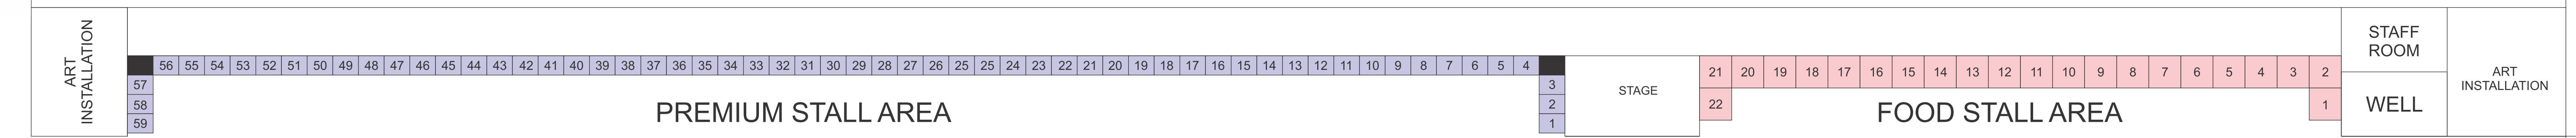 ART
INSTALLATION
56 55 54 53 52 51 50 49 48 47 46 45 44 43 42 41 40 39 38 37 36 35 34 33 32 31 30 29 28 27 26 25 25 24 23 22 21 20 19 18 17 16 15 14 13 12 11 10 9 8 7 6 5 4
57
58
59
PREMIUM STALL AREA
3
2
1
STAGE
21 20 19 18 17 16 15 14 13 12 11 10 9 8 7 6 5 4 3 2
22
1
FOOD STALL AREA
STAFF
ROOM
WELL
ART
INSTALLATION